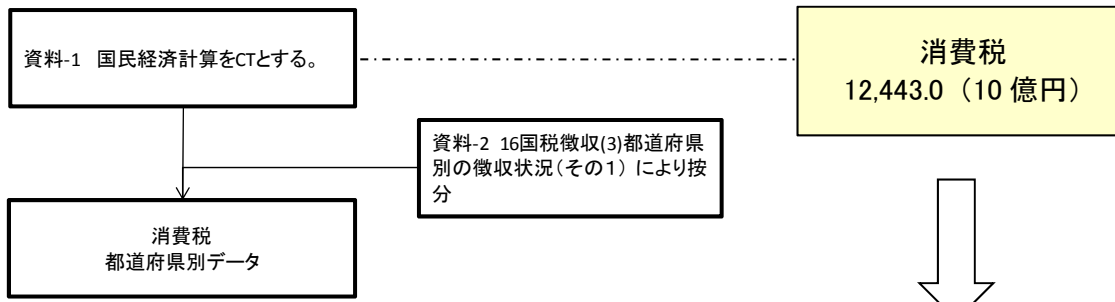 資料-1　国民経済計算をCTとする。
消費税
12,443.0（10 億円）
資料-2　16国税徴収(3)都道府県
別の徴収状況（その１）により按
分
消費税
都道府県別データ